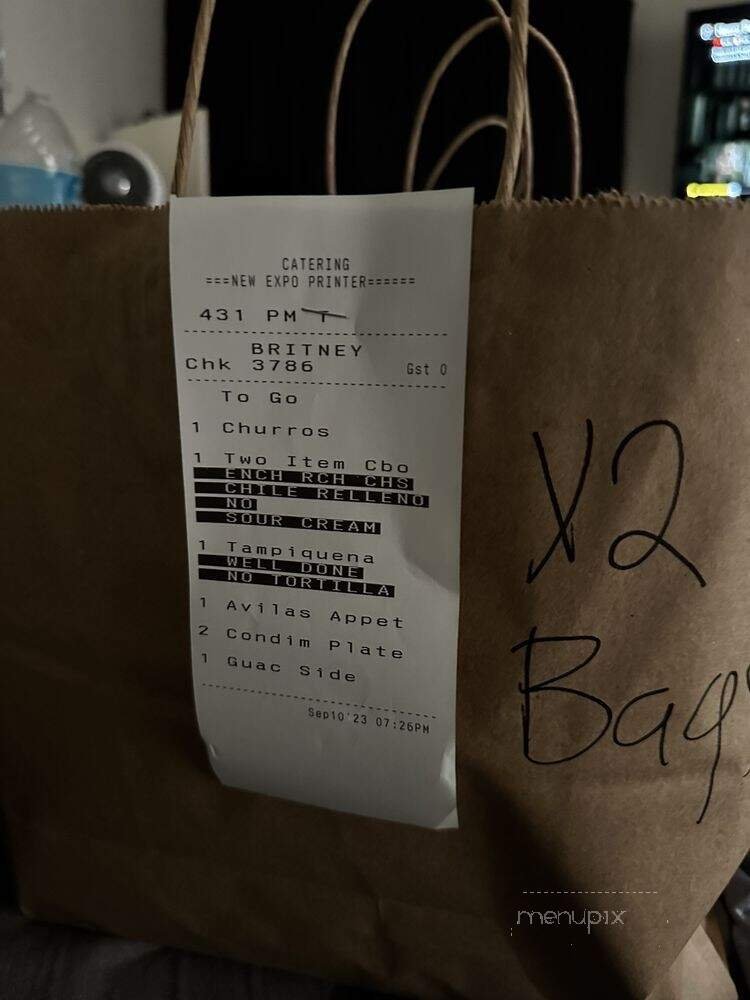 CATERING
===NEW EXPO PRINTER======
431 PM T
BRITNEY
Chk 3786 Gst 0
To Go
1 Churros
1 Two Item Cbo
ENCH RCH CHS
CHILE RELLENO
NO
SOUR CREAM
1 Tampiquena
WELL DONE
NO TORTILLA
1 Avilas Appet
2 Condim Plate
1 Guac Side
Sep10'23 07:26PM
X2
Bags
menupix